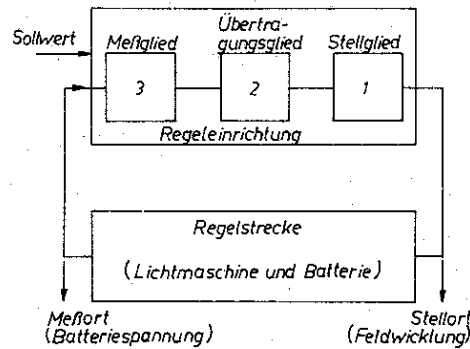 Sollwert
Meßglied
Übertra-
gungsglied
Stellglied
3
2
1
Regeleinrichtung
Regelstrecke
(Lichtmaschine und Batterie)
Meßort
(Batteriespannung)
Stellort
(Feldwicklung)